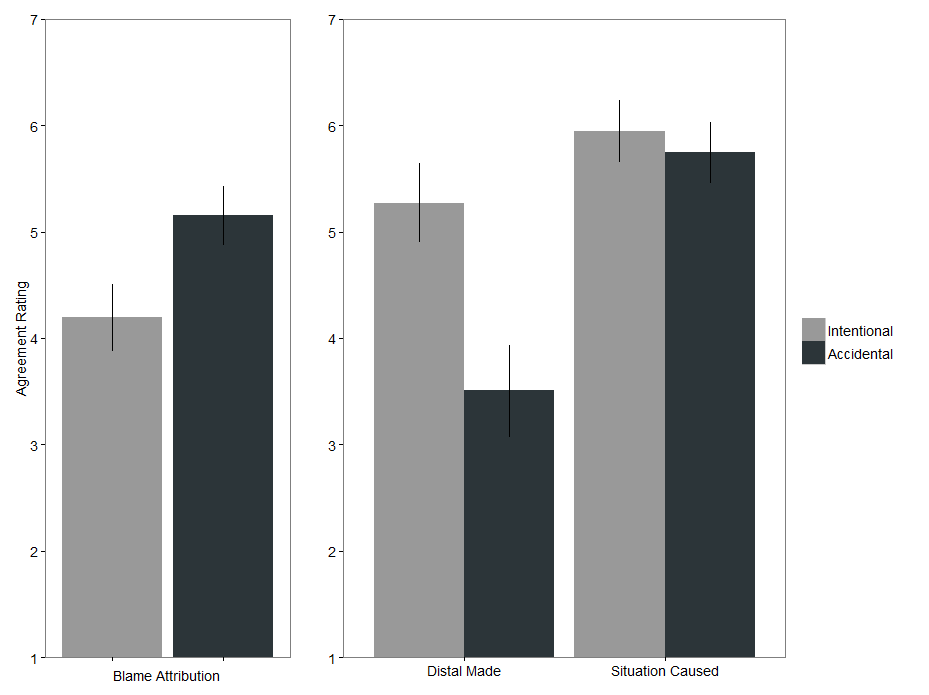 7
6
5
4
3
2
1
Agreement Rating
Blame Attribution
7
6
5
4
3
2
1
Distal Made
Situation Caused
Intentional
Accidental